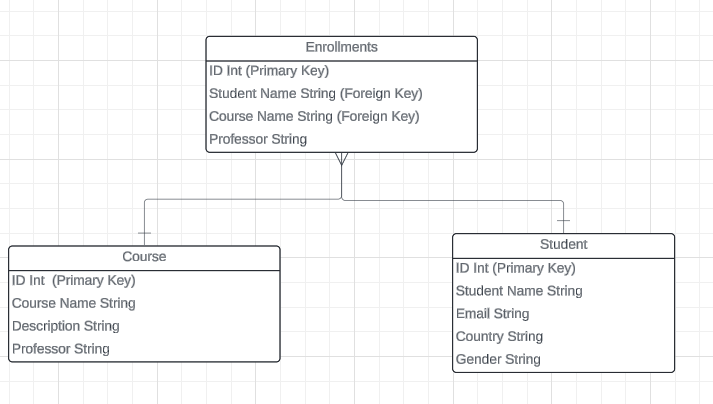 Enrollments
ID Int (Primary Key)
Student Name String (Foreign Key)
Course Name String (Foreign Key)
Professor String
Course
ID Int  (Primary Key)
Course Name String
Description String
Professor String
Student
ID Int (Primary Key)
Student Name String
Email String
Country String
Gender String